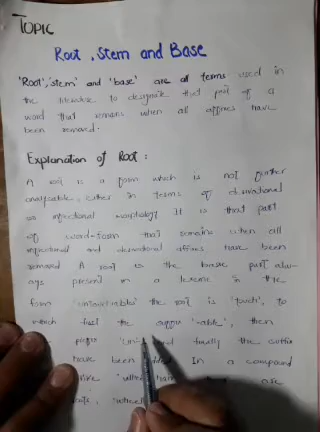 TOPIC
Root, Stem and Base
'Root', 'stem' and 'base' are all terms used in
the literature to designate that part of a
word that remains when all affixes have
been removed.
Explanation of Root:
A root is a form which is not further
analysable, either in terms of derivational
or inflectional morphology. It is that part
of word-form that remains when all
inflectional and derivational affixes have been
removed. A root is the basic part alw-
ays present in a lexeme. In the
form 'untouchables' the root is 'touch', to
which first the suffix '-able', then
prefix 'un-' and finally the suffix
have been In a compound
like are